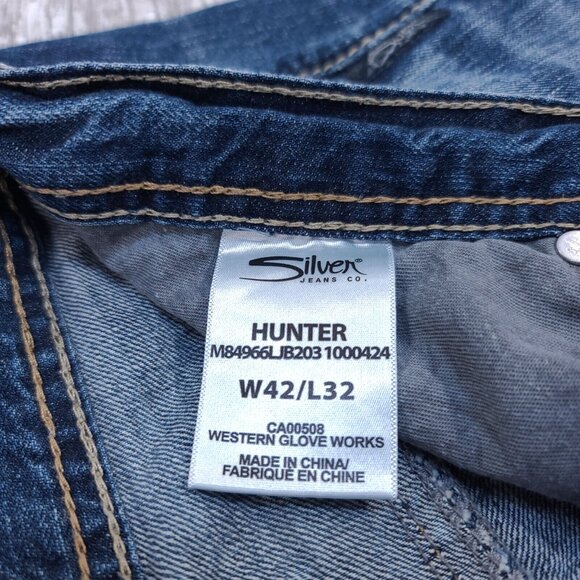 Silver®
JEANS CO.
HUNTER
M84966LJB203 1000424
W42/L32
CA00508
WESTERN GLOVE WORKS
MADE IN CHINA/
FABRIQUE EN CHINE